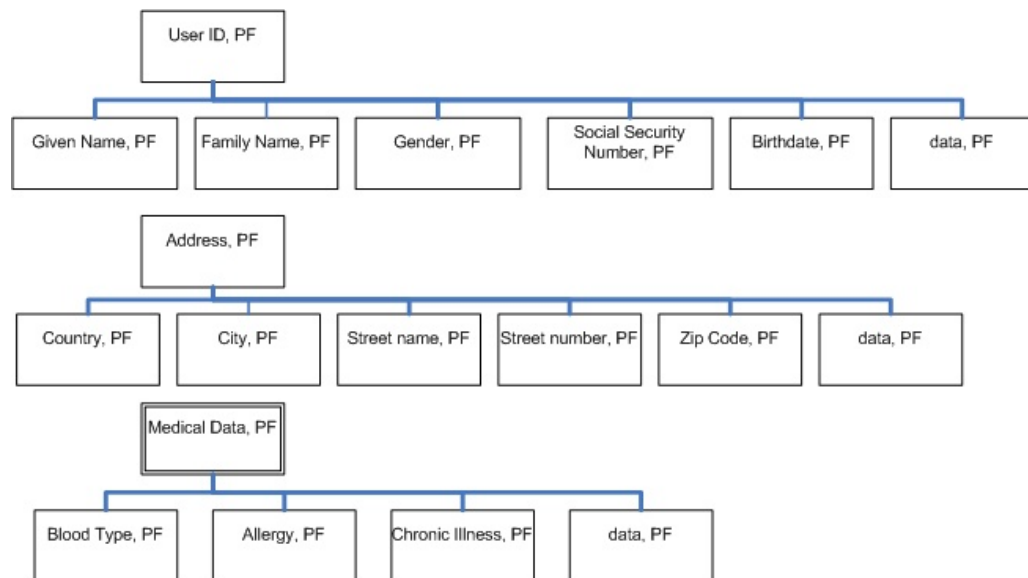 User ID, PF
Given Name, PF
Family Name, PF
Gender, PF
Social Security
Number, PF
Birthdate, PF
data, PF
Address, PF
Country, PF
City, PF
Street name, PF
Street number, PF
Zip Code, PF
data, PF
Medical Data, PF
Blood Type, PF
Allergy, PF
Chronic Illness, PF
data, PF